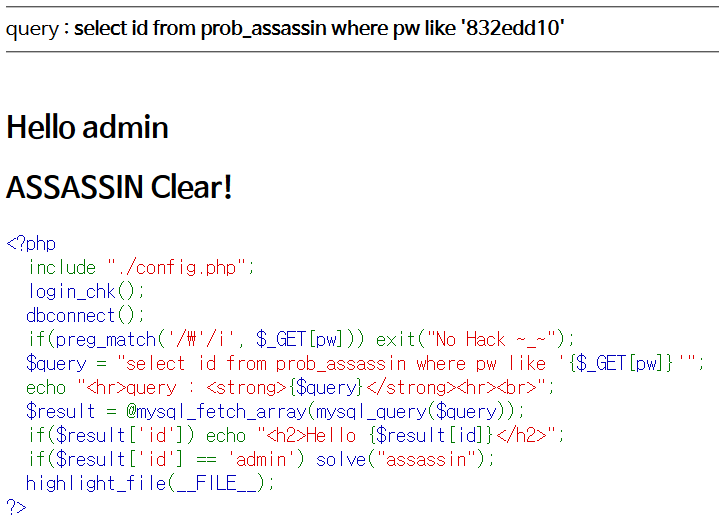 query : select id from prob_assassin where pw like '832edd10'
Hello admin
ASSASSIN Clear!
<?php
include "./config.php";
login_chk();
dbconnect();
if(preg_match('/₩'/i', $_GET[pw])) exit("No Hack ~_~");
$query = "select id from prob_assassin where pw like '{$_GET[pw]}'";
echo "<hr>query : <strong>{$query}</strong><hr><br>";
$result = @mysql_fetch_array(mysql_query($query));
if($result['id']) echo "<h2>Hello {$result[id]}</h2>";
if($result['id'] == 'admin') solve("assassin");
highlight_file(__FILE__);
?>